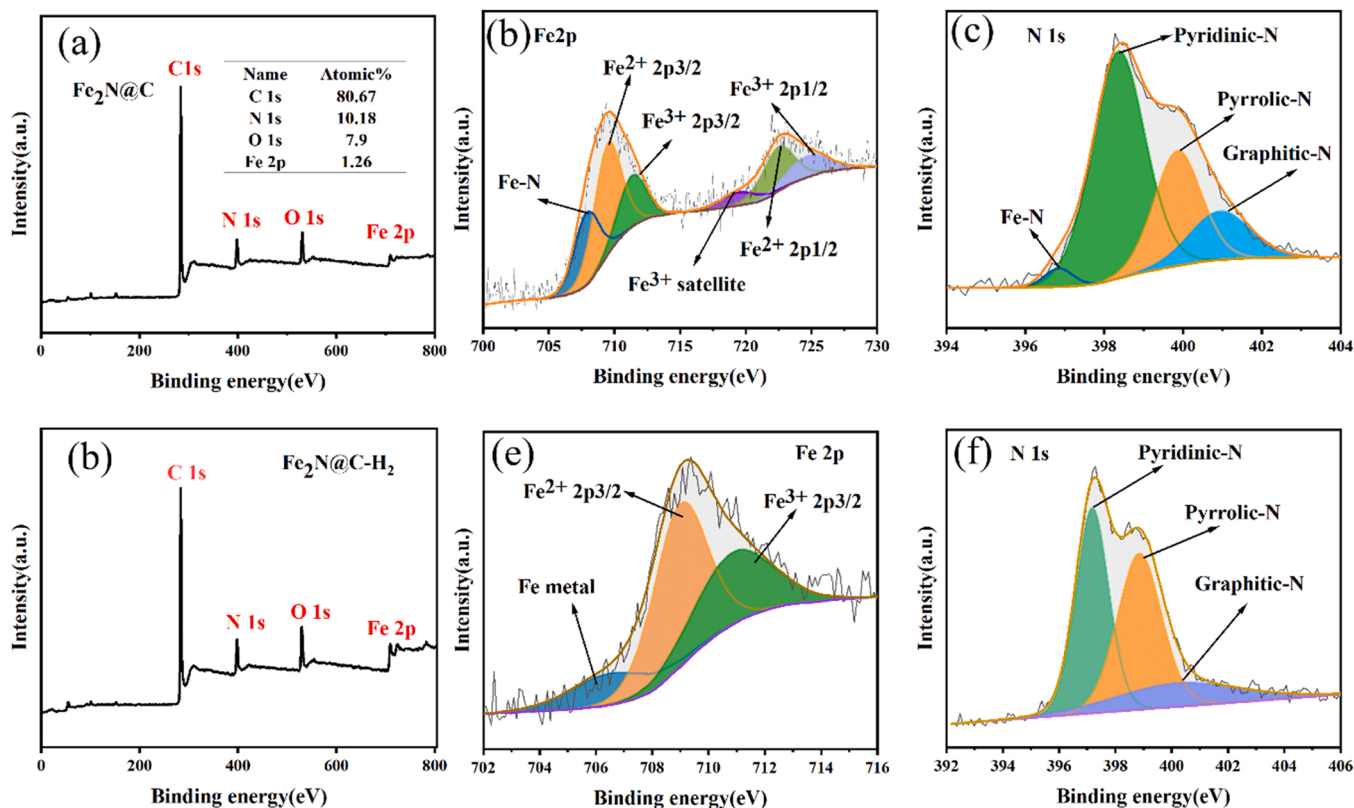 (a)
Fe2N@C
C1s
Name Atomic%
C 1s 80.67
N 1s 10.18
O 1s 7.9
Fe 2p 1.26
N 1s
O 1s
Fe 2p
Intensity(a.u.)
0 200 400 600 800
Binding energy(eV)
(b)
Fe2p
Fe2+ 2p3/2
Fe3+ 2p3/2
Fe3+ 2p1/2
Fe-N
Fe2+ 2p1/2
Fe3+ satellite
Intensity(a.u.)
700 705 710 715 720 725 730
Binding energy(eV)
(c)
N 1s
Pyridinic-N
Pyrrolic-N
Graphitic-N
Fe-N
Intensity(a.u.)
394 396 398 400 402 404
Binding energy(eV)
(b)
Fe2N@C-H2
C 1s
N 1s
O 1s
Fe 2p
Intensity(a.u.)
0 200 400 600 800
Binding energy(eV)
(e)
Fe 2p
Fe2+ 2p3/2
Fe3+ 2p3/2
Fe metal
Intensity(a.u.)
702 704 706 708 710 712 714 716
Binding energy(eV)
(f)
N 1s
Pyridinic-N
Pyrrolic-N
Graphitic-N
Intensity(a.u.)
392 394 396 398 400 402 404 406
Binding energy(eV)